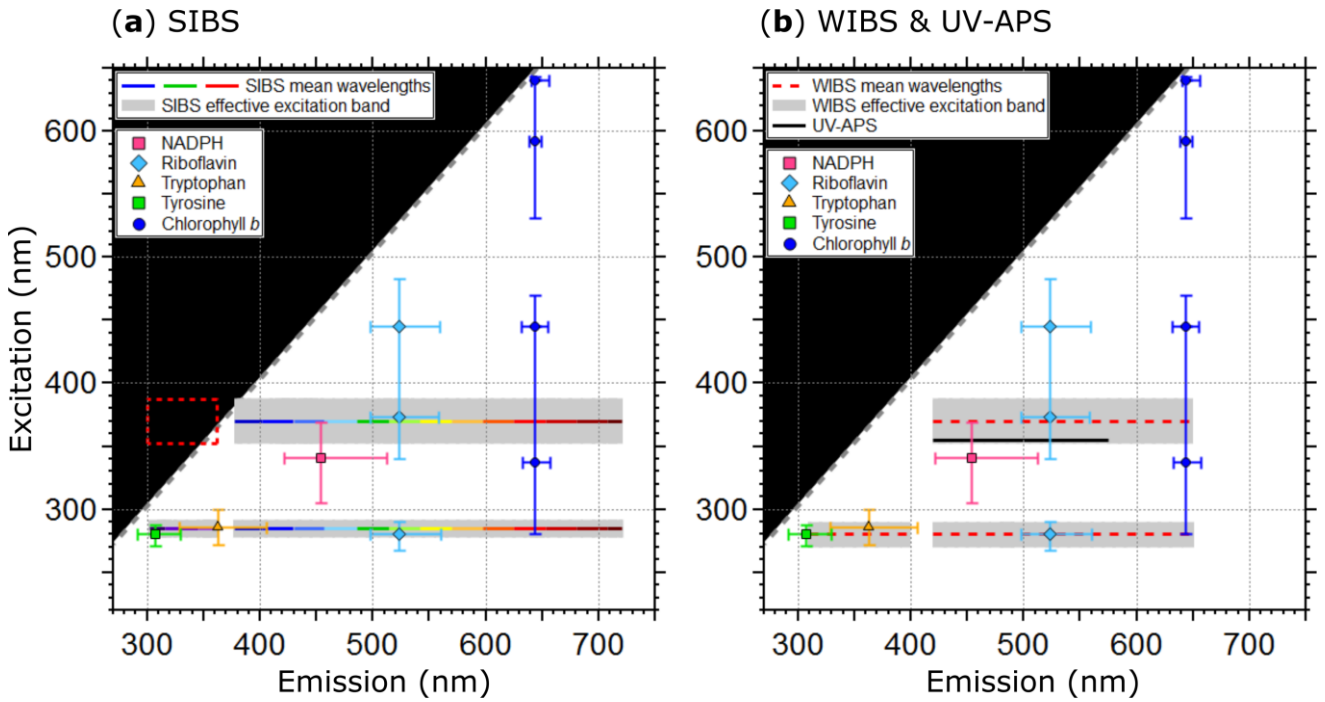 (a) SIBS
(b) WIBS & UV-APS
SIBS mean wavelengths
SIBS effective excitation band
NADPH
Riboflavin
Tryptophan
Tyrosine
Chlorophyll b
600
500
400
300
Excitation (nm)
300 400 500 600 700
Emission (nm)
WIBS mean wavelengths
WIBS effective excitation band
UV-APS
NADPH
Riboflavin
Tryptophan
Tyrosine
Chlorophyll b
600
500
400
300
300 400 500 600 700
Emission (nm)